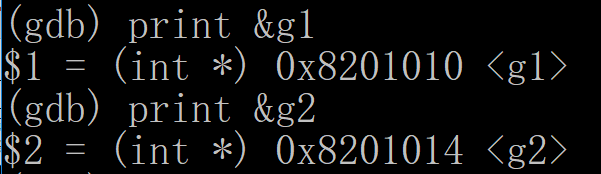 (gdb) print &g1
$1 = (int *) 0x8201010 <g1>
(gdb) print &g2
$2 = (int *) 0x8201014 <g2>